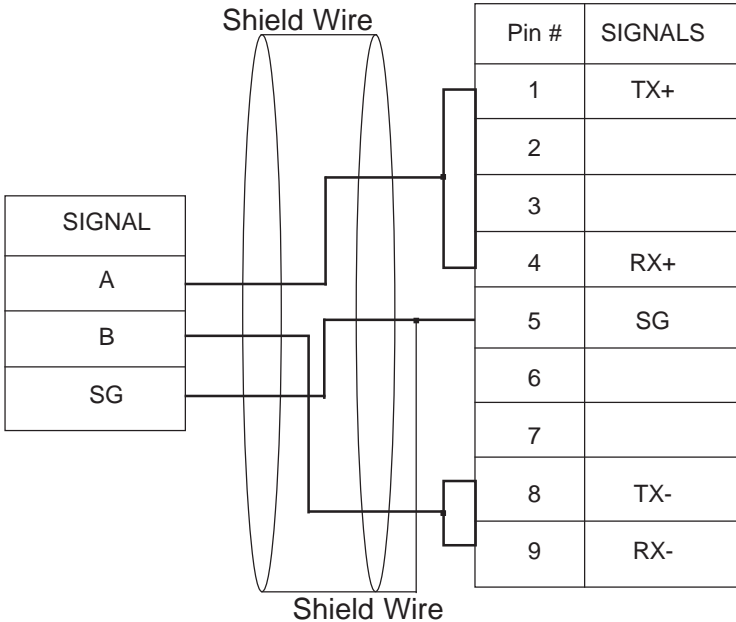 Shield Wire
SIGNAL
A
B
SG
Pin # SIGNALS
1 TX+
2
3
4 RX+
5 SG
6
7
8 TX-
9 RX-
Shield Wire